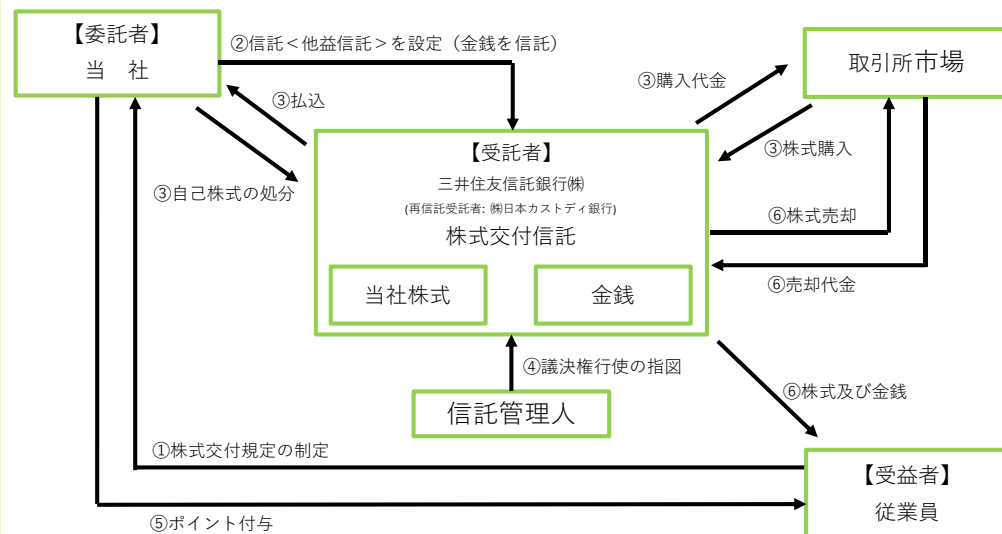 【委託者】
当　社
②信託＜他益信託＞を設定（金銭を信託）
取引所市場
③購入代金
③払込
③株式購入
【受託者】
三井住友信託銀行㈱
(再信託受託者: ㈱日本カストディ銀行)
株式交付信託
③自己株式の処分
⑥株式売却
当社株式
金銭
⑥売却代金
④議決権行使の指図
⑥株式及び金銭
信託管理人
①株式交付規定の制定
【受益者】
従業員
⑤ポイント付与